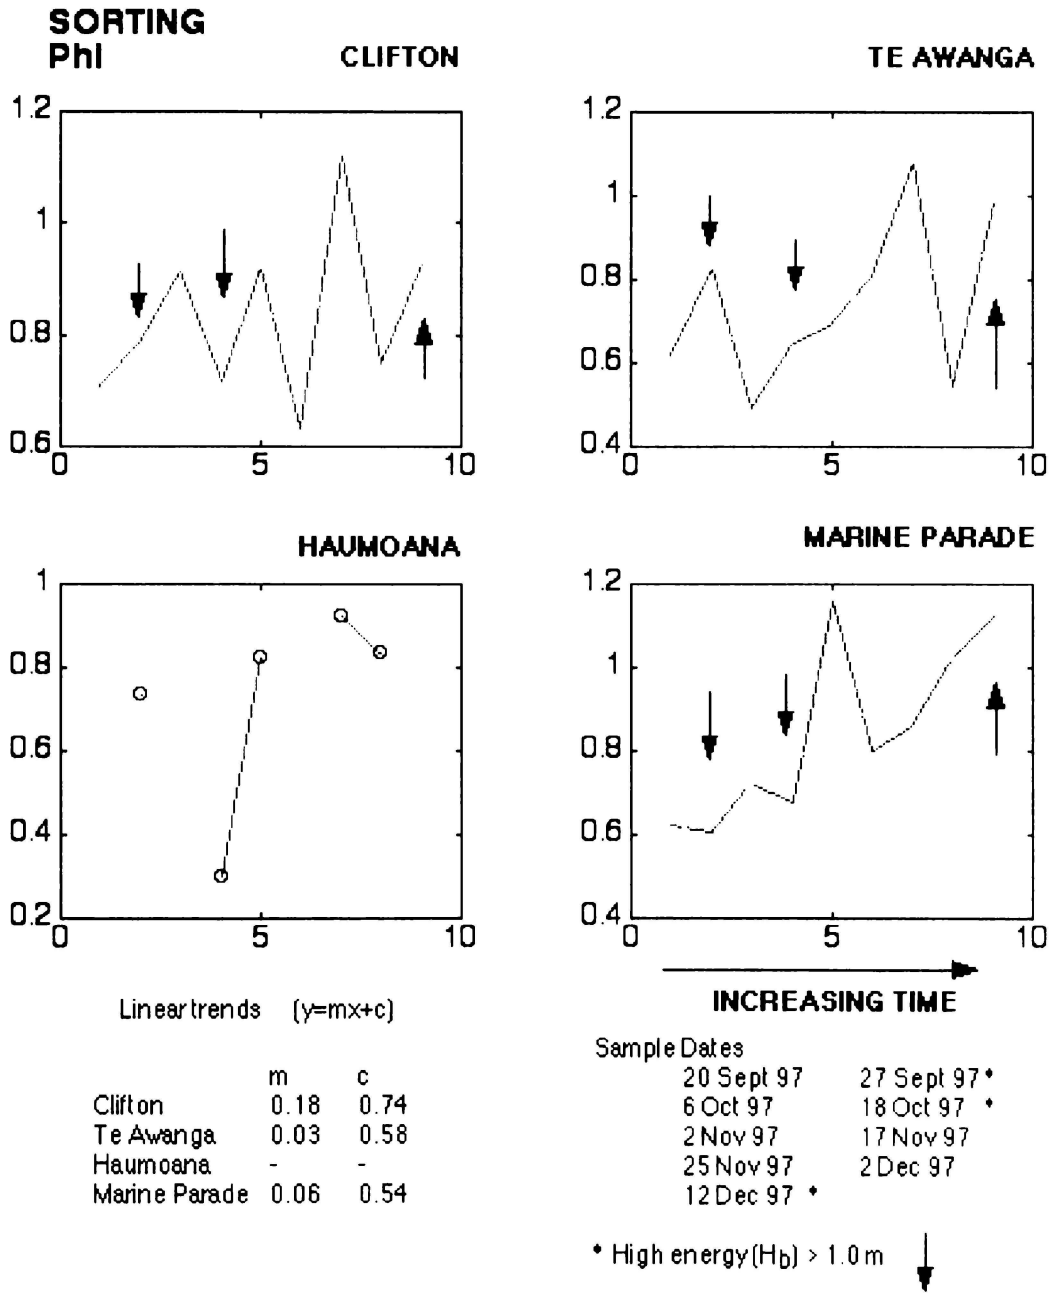 SORTING
Phi
CLIFTON
TE AWANGA
1.2
1
0.8
0.6
0
5
10
1.2
1
0.8
0.6
0.4
0
5
10
HAUMOANA
MARINE PARADE
1
0.8
0.6
0.4
0.2
0
5
10
1.2
1
0.8
0.6
0.4
0
5
10
INCREASING TIME
Linear trends (y=mx+c)
m c
Clifton 0.18 0.74
Te Awanga 0.03 0.58
Haumoana - -
Marine Parade 0.06 0.54
Sample Dates
20 Sept 97 27 Sept 97 *
6 Oct 97 18 Oct 97 *
2 Nov 97 17 Nov 97
25 Nov 97 2 Dec 97
12 Dec 97 *
* High energy (Hb) > 1.0 m